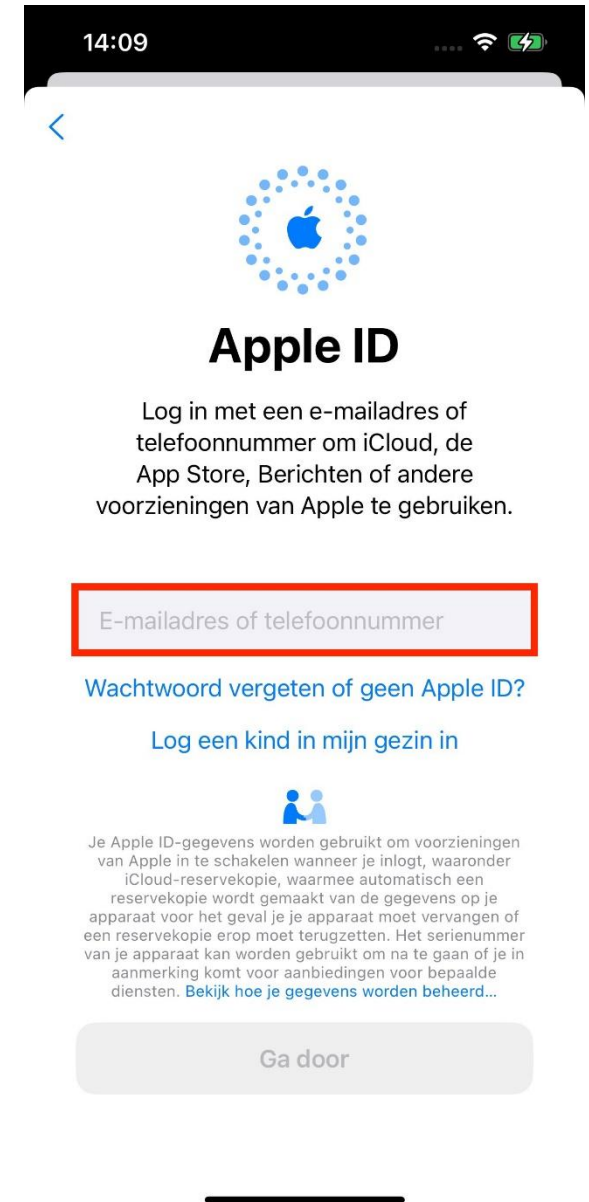 14:09
Apple ID
Log in met een e-mailadres of
telefoonnummer om iCloud, de
App Store, Berichten of andere
voorzieningen van Apple te gebruiken.
E-mailadres of telefoonnummer
Wachtwoord vergeten of geen Apple ID?
Log een kind in mijn gezin in
Je Apple ID-gegevens worden gebruikt om voorzieningen
van Apple in te schakelen wanneer je inlogt, waaronder
iCloud-reservekopie, waarmee automatisch een
reservekopie wordt gemaakt van de gegevens op je
apparaat voor het geval je je apparaat moet vervangen of
een reservekopie erop moet terugzetten. Het serienummer
van je apparaat kan worden gebruikt om na te gaan of je in
aanmerking komt voor aanbiedingen voor bepaalde
diensten. Bekijk hoe je gegevens worden beheerd...
Ga door